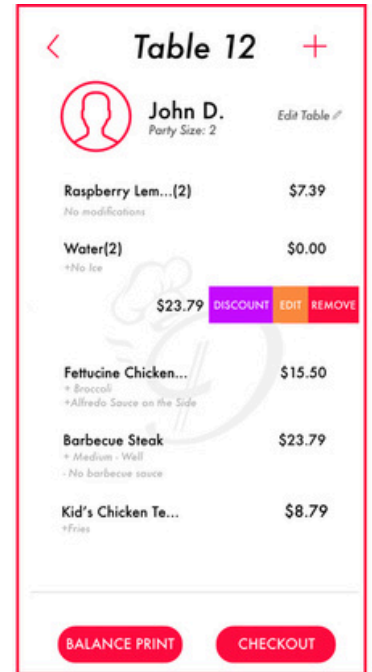 Table 12
John D.
Party Size: 2
Edit Table
Raspberry Lem...(2) $7.39
No modifications
Water(2) $0.00
+No Ice
$23.79 DISCOUNT EDIT REMOVE
Fettucine Chicken... $15.50
+ Broccoli
+Alfredo Sauce on the Side
Barbecue Steak $23.79
+ Medium - Well
- No barbecue sauce
Kid's Chicken Te... $8.79
+Fries
BALANCE PRINT CHECKOUT